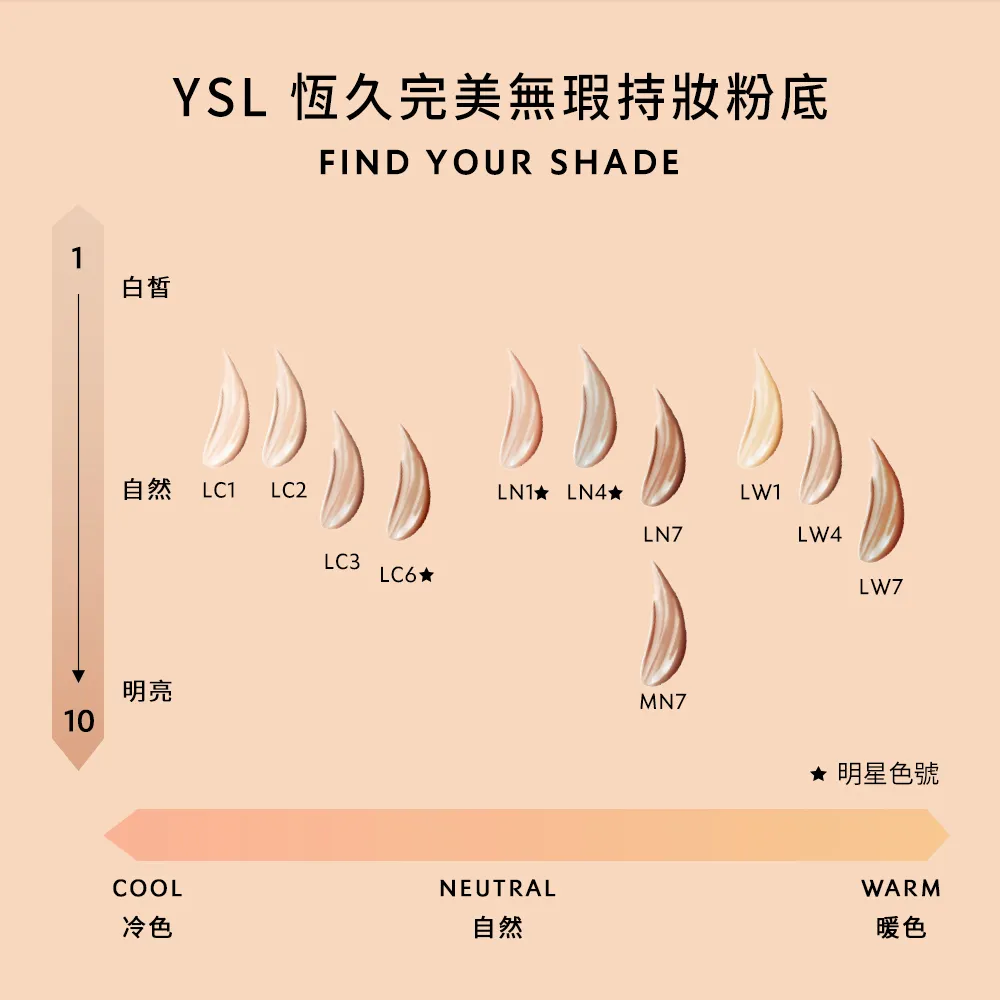 YSL 恆久完美無瑕持妝粉底
FIND YOUR SHADE
1
白皙
自然
LC1
LC2
LN1★
LN4★
LW1
LN7
LW4
LC3
LC6★
LW7
明亮
MN7
10
★ 明星色號
COOL
NEUTRAL
WARM
冷色
自然
暖色